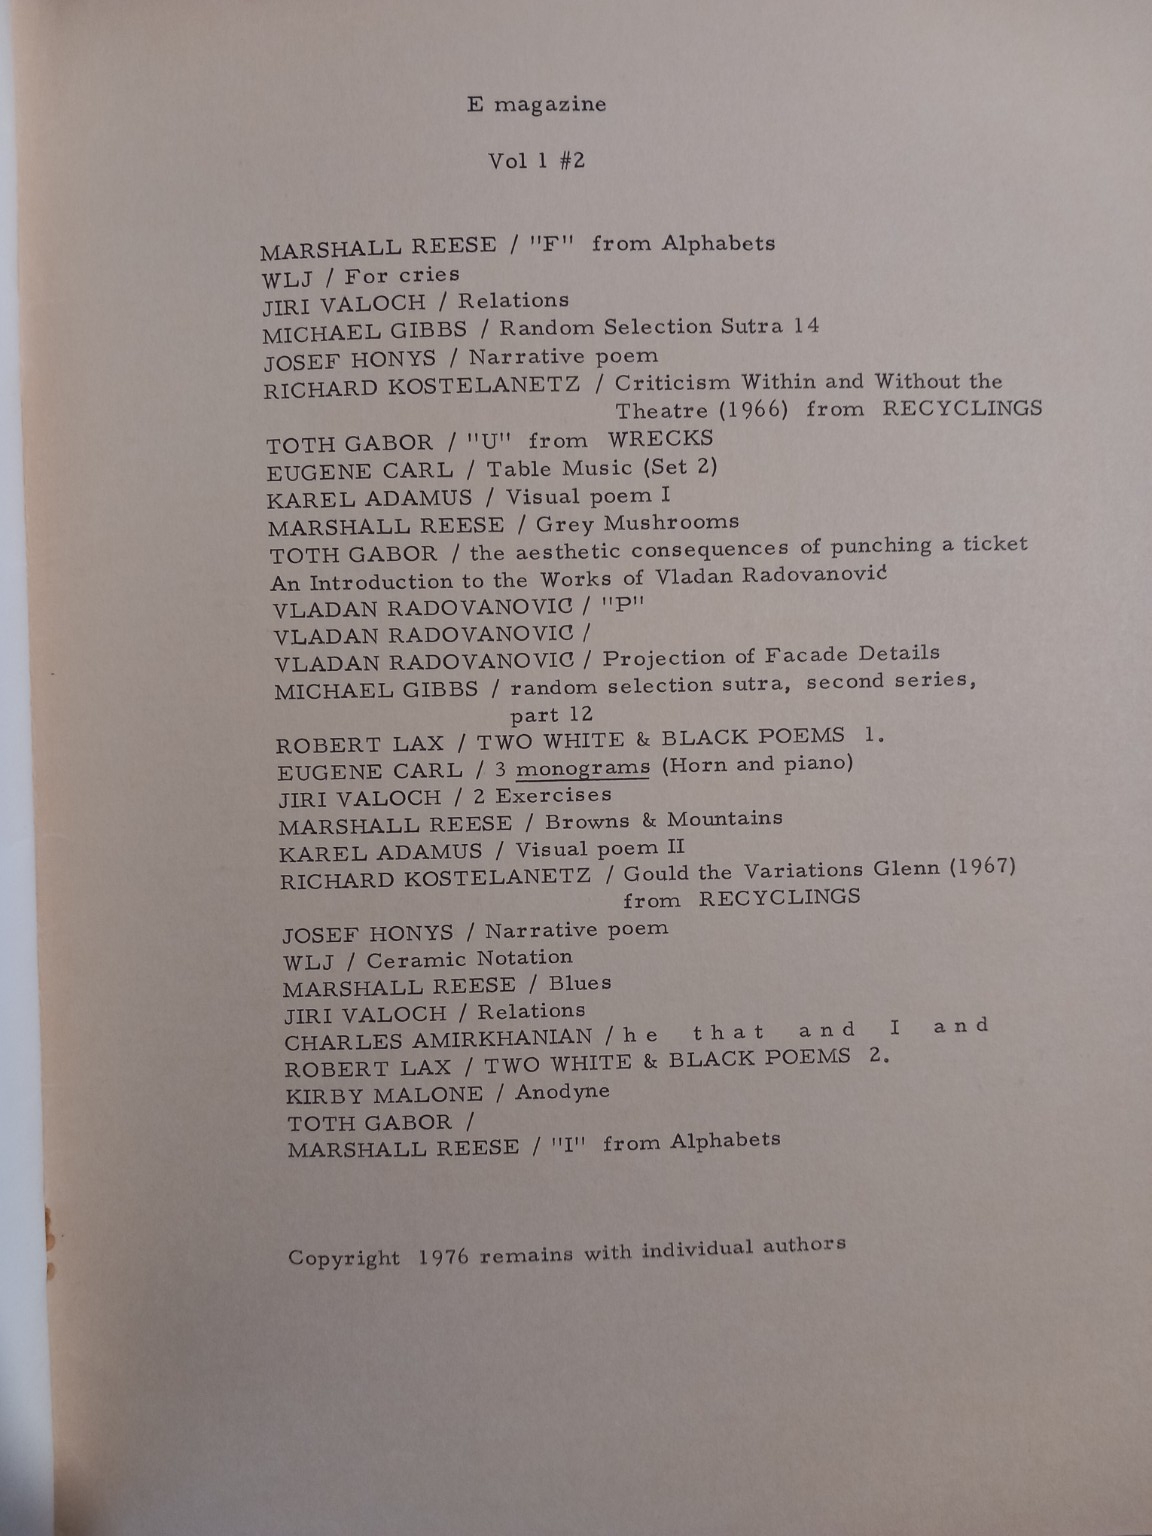 E magazine
Vol 1 #2
MARSHALL REESE / "F" from Alphabets
WLJ / For cries
JIRI VALOCH / Relations
MICHAEL GIBBS / Random Selection Sutra 14
JOSEF HONYS / Narrative poem
RICHARD KOSTELANETZ / Criticism Within and Without the
Theatre (1966) from RECYCLINGS
TOTH GABOR / "U" from WRECKS
EUGENE CARL / Table Music (Set 2)
KAREL ADAMUS / Visual poem I
MARSHALL REESE / Grey Mushrooms
TOTH GABOR / the aesthetic consequences of punching a ticket
An Introduction to the Works of Vladan Radovanović
VLADAN RADOVANOVIC / "P"
VLADAN RADOVANOVIC /
VLADAN RADOVANOVIC / Projection of Facade Details
MICHAEL GIBBS / random selection sutra, second series,
part 12
ROBERT LAX / TWO WHITE & BLACK POEMS 1.
EUGENE CARL / 3 monograms (Horn and piano)
JIRI VALOCH / 2 Exercises
MARSHALL REESE / Browns & Mountains
KAREL ADAMUS / Visual poem II
RICHARD KOSTELANETZ / Gould the Variations Glenn (1967)
from RECYCLINGS
JOSEF HONYS / Narrative poem
WLJ / Ceramic Notation
MARSHALL REESE / Blues
JIRI VALOCH / Relations
CHARLES AMIRKHANIAN / h e t h a t a n d I a n d
ROBERT LAX / TWO WHITE & BLACK POEMS 2.
KIRBY MALONE / Anodyne
TOTH GABOR /
MARSHALL REESE / "I" from Alphabets
Copyright 1976 remains with individual authors